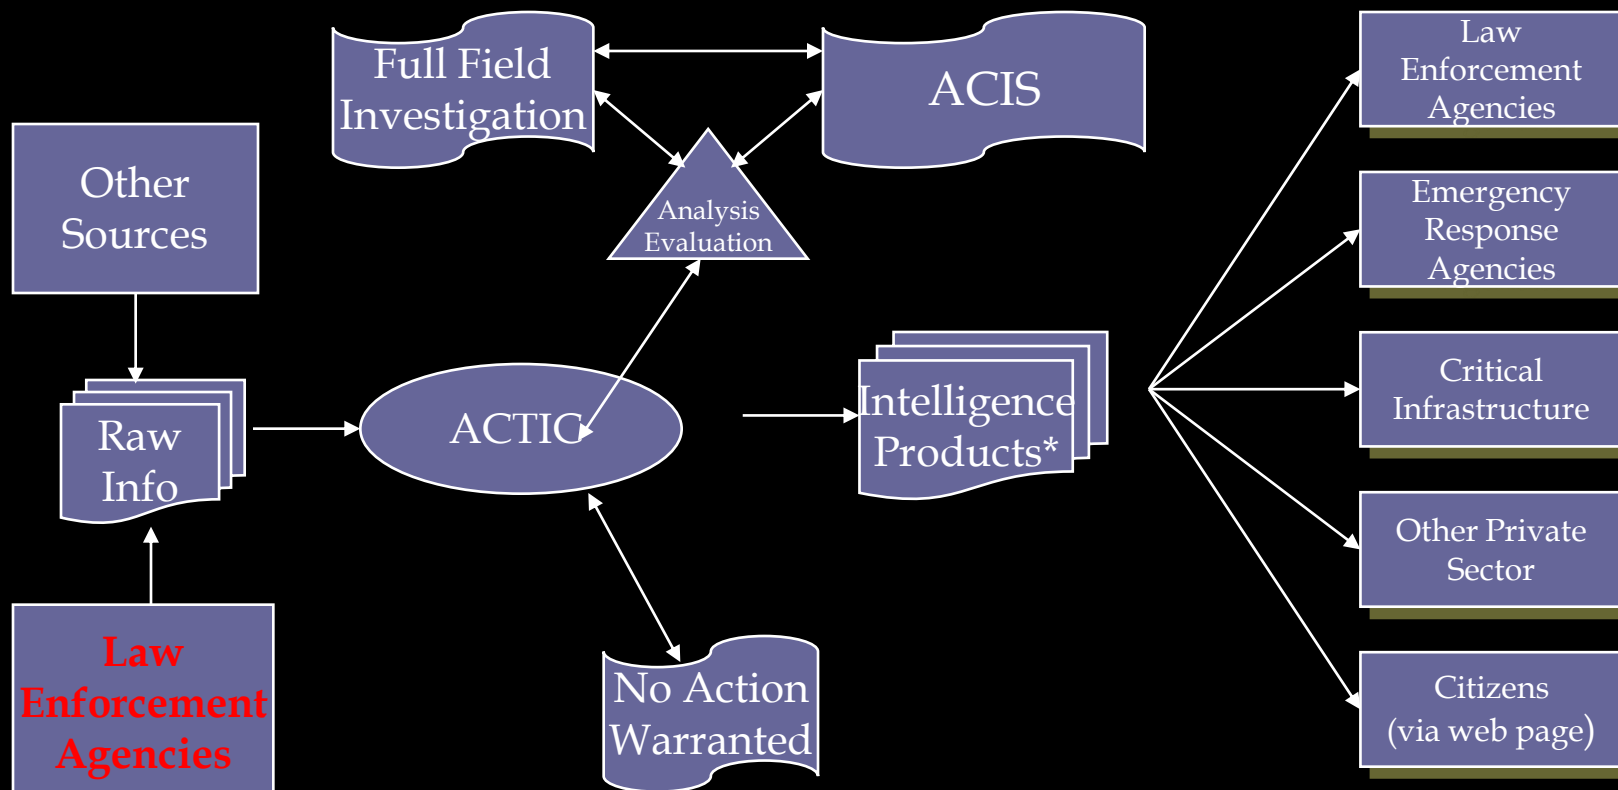 Full Field
Investigation
ACIS
Law
Enforcement
Agencies
Other
Sources
Analysis
Evaluation
Emergency
Response
Agencies
Raw
Info
ACTIC
Intelligence
Products*
Critical
Infrastructure
Other Private
Sector
Law
Enforcement
Agencies
No Action
Warranted
Citizens
(via web page)